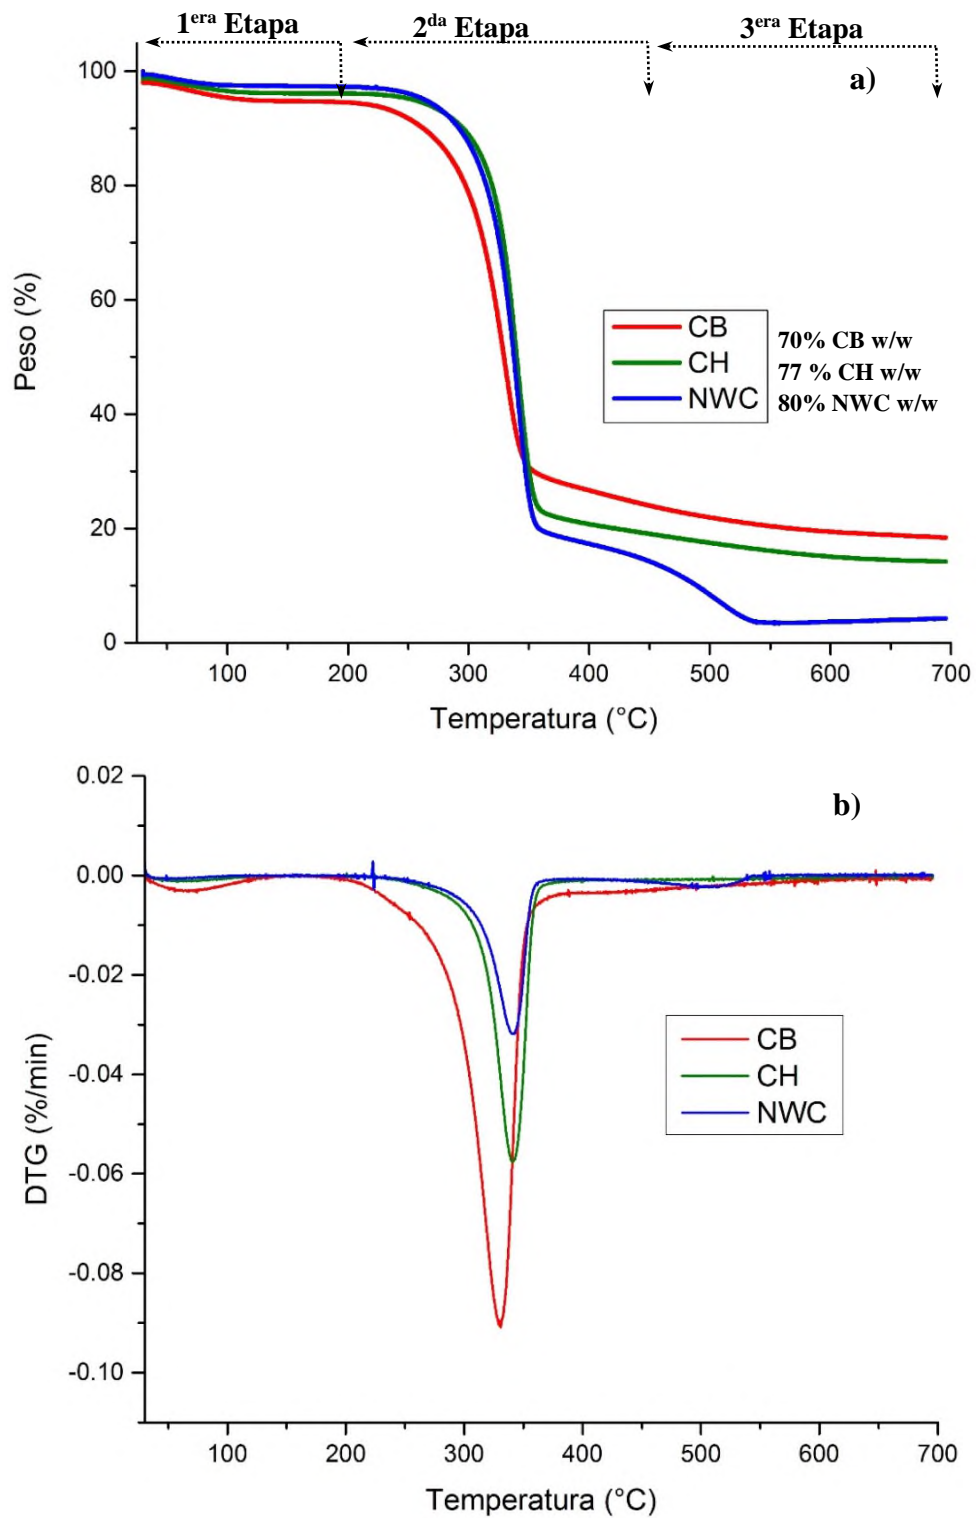 1era Etapa
2da Etapa
3era Etapa
a)
100
80
60
40
20
0
Peso (%)
CB
CH
NWC
70% CB w/w
77 % CH w/w
80% NWC w/w
100 200 300 400 500 600 700
Temperatura (°C)
b)
0.02
0.00
-0.02
-0.04
-0.06
-0.08
-0.10
DTG (%/min)
CB
CH
NWC
100 200 300 400 500 600 700
Temperatura (°C)